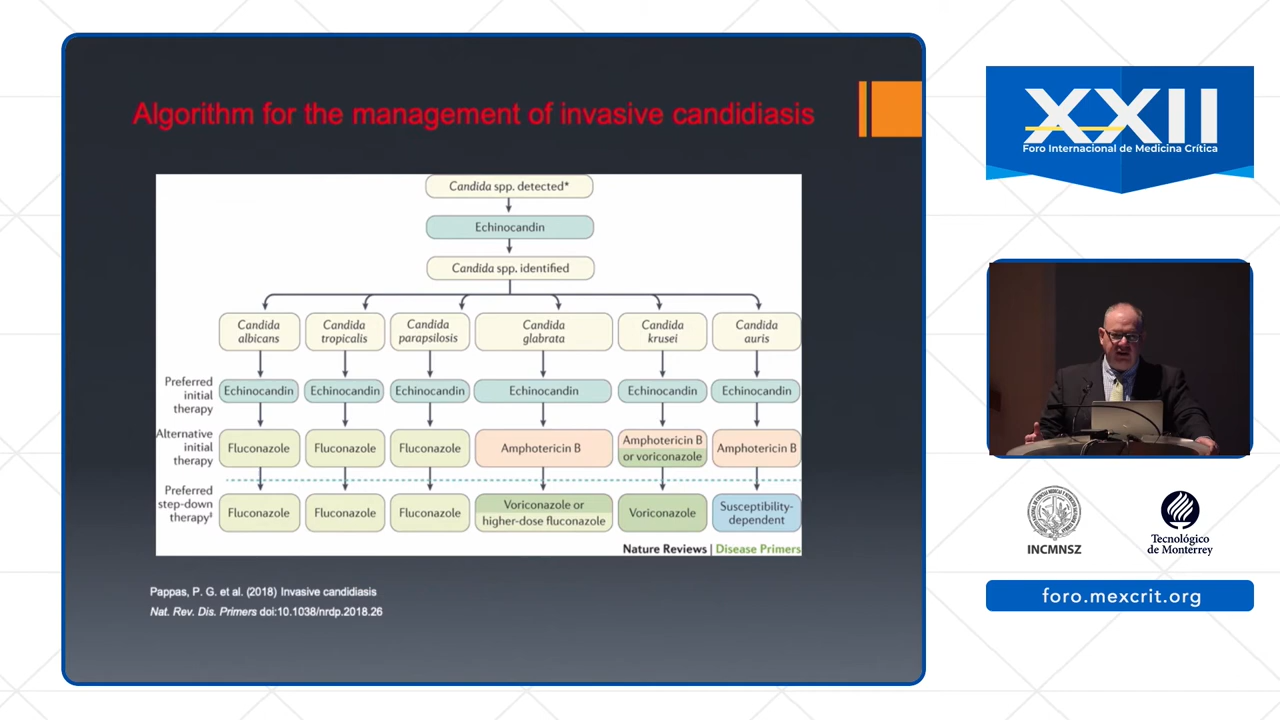 Algorithm for the management of invasive candidiasis
Candida spp. detected*
Echinocandin
Candida spp. identified
Candida
albicans
Candida
tropicalis
Candida
parapsilosis
Candida
glabrata
Candida
krusei
Candida
auris
Preferred
initial
therapy
Echinocandin
Echinocandin
Echinocandin
Echinocandin
Echinocandin
Echinocandin
Alternative
initial
therapy
Fluconazole
Fluconazole
Fluconazole
Amphotericin B
Amphotericin B
or voriconazole
Amphotericin B
Preferred
step-down
therapy‡
Fluconazole
Fluconazole
Fluconazole
Voriconazole or
higher-dose fluconazole
Voriconazole
Susceptibility-
dependent
Nature Reviews | Disease Primers
Pappas, P. G. et al. (2018) Invasive candidiasis
Nat. Rev. Dis. Primers doi:10.1038/nrdp.2018.26
XXII
Foro Internacional de Medicina Crítica
INCMNSZ
Tecnológico
de Monterrey
foro.mexcrit.org